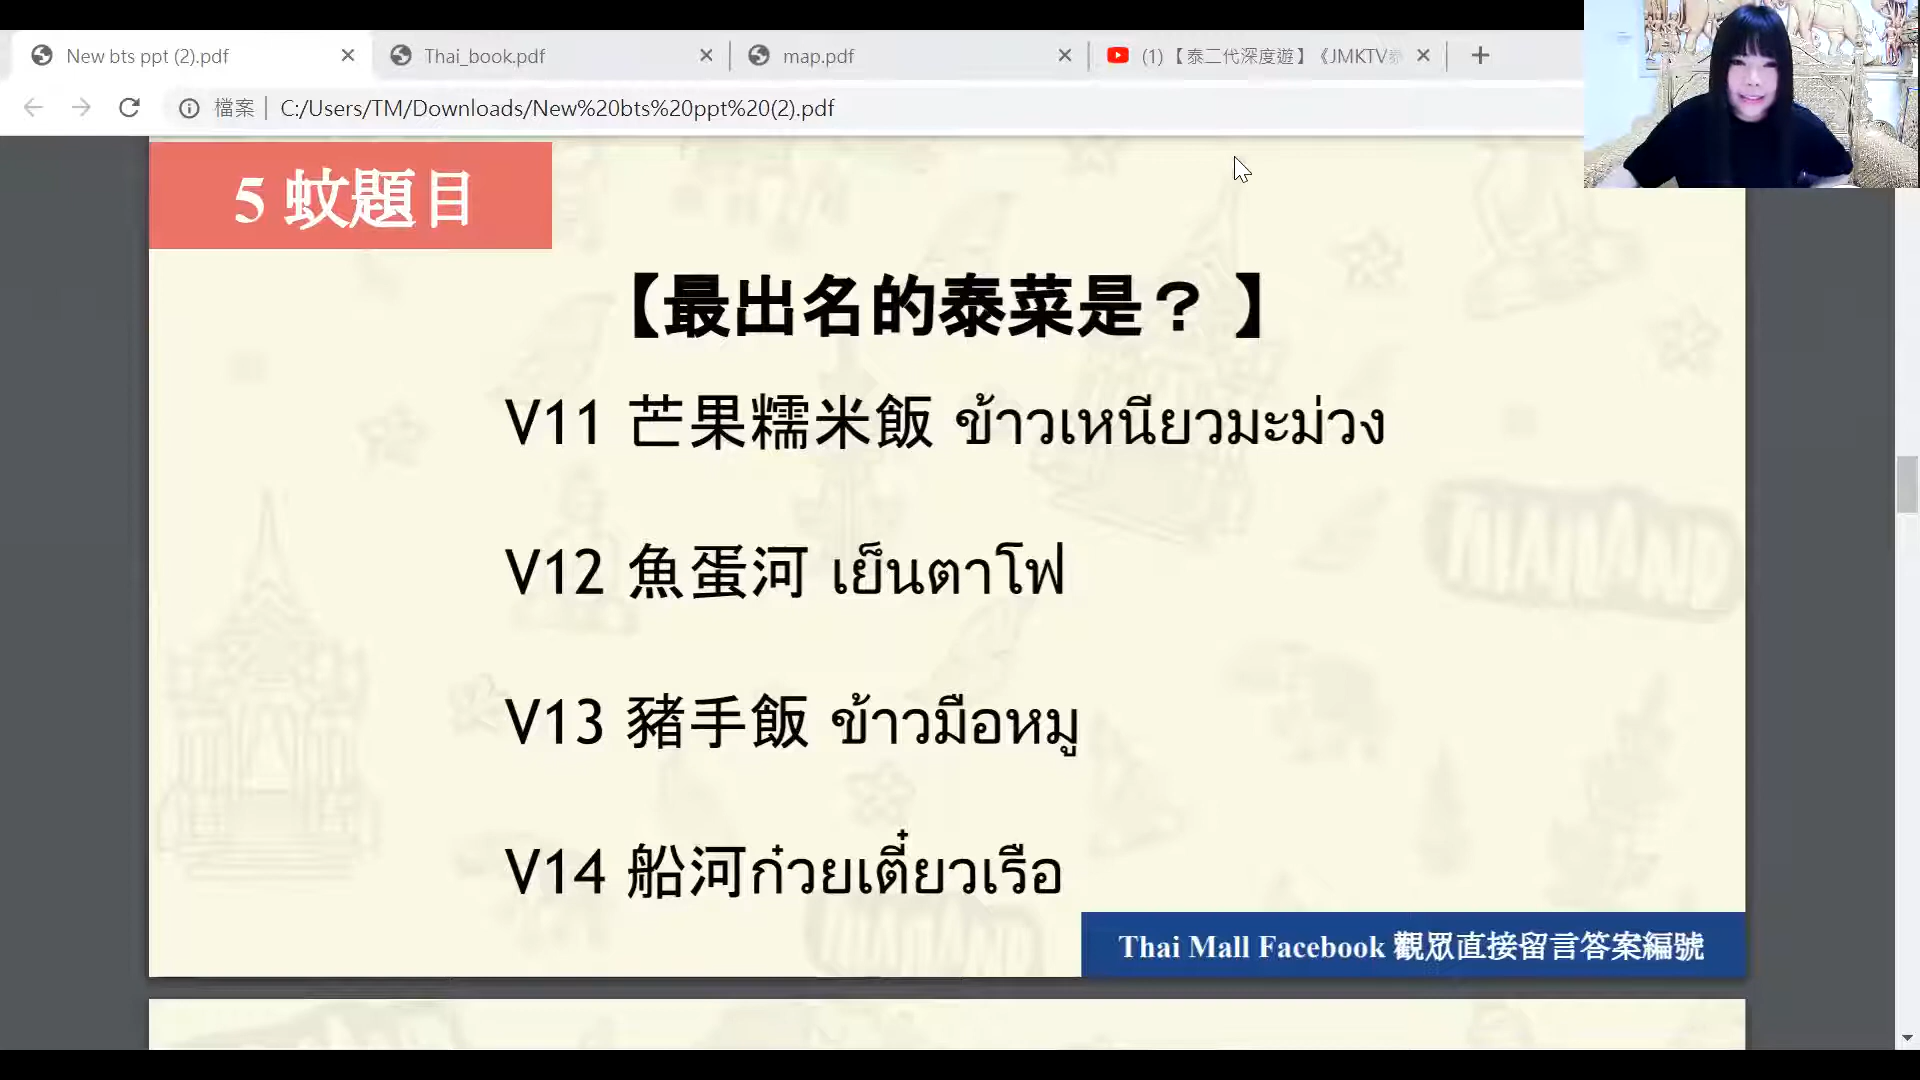 New bts ppt (2).pdf
Thai_book.pdf
map.pdf
(1)【泰二代深度遊】《JMKTV
檔案
C:/Users/TM/Downloads/New%20bts%20ppt%20(2).pdf
5 蚊題目
【最出名的泰菜是？】
V11 芒果糯米飯 ข้าวเหนียวมะม่วง
V12 魚蛋河 เย็นตาโฟ
V13 豬手飯 ข้าวมือหมู
V14 船河ก๋วยเตี๋ยวเรือ
THAILAND
Thai Mall Facebook 觀眾直接留言答案編號